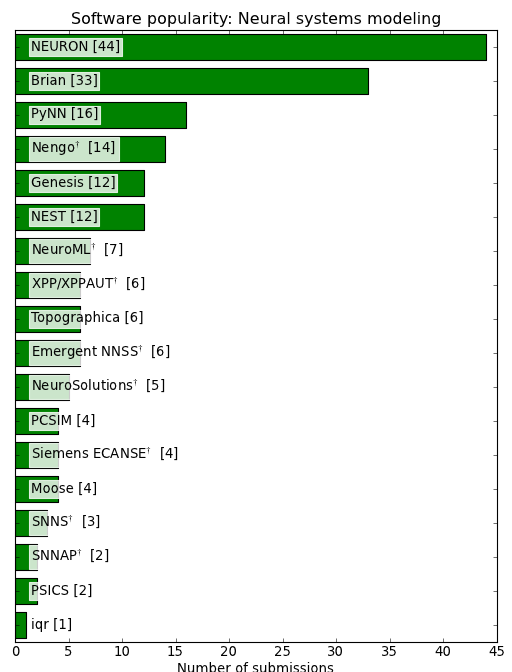 Software popularity: Neural systems modeling
NEURON [44]
Brian [33]
PyNN [16]
Nengo† [14]
Genesis [12]
NEST [12]
NeuroML† [7]
XPP/XPPAUT† [6]
Topographica [6]
Emergent NNSS† [6]
NeuroSolutions† [5]
PCSIM [4]
Siemens ECANSE† [4]
Moose [4]
SNNS† [3]
SNNAP† [2]
PSICS [2]
iqr [1]
0 5 10 15 20 25 30 35 40 45
Number of submissions